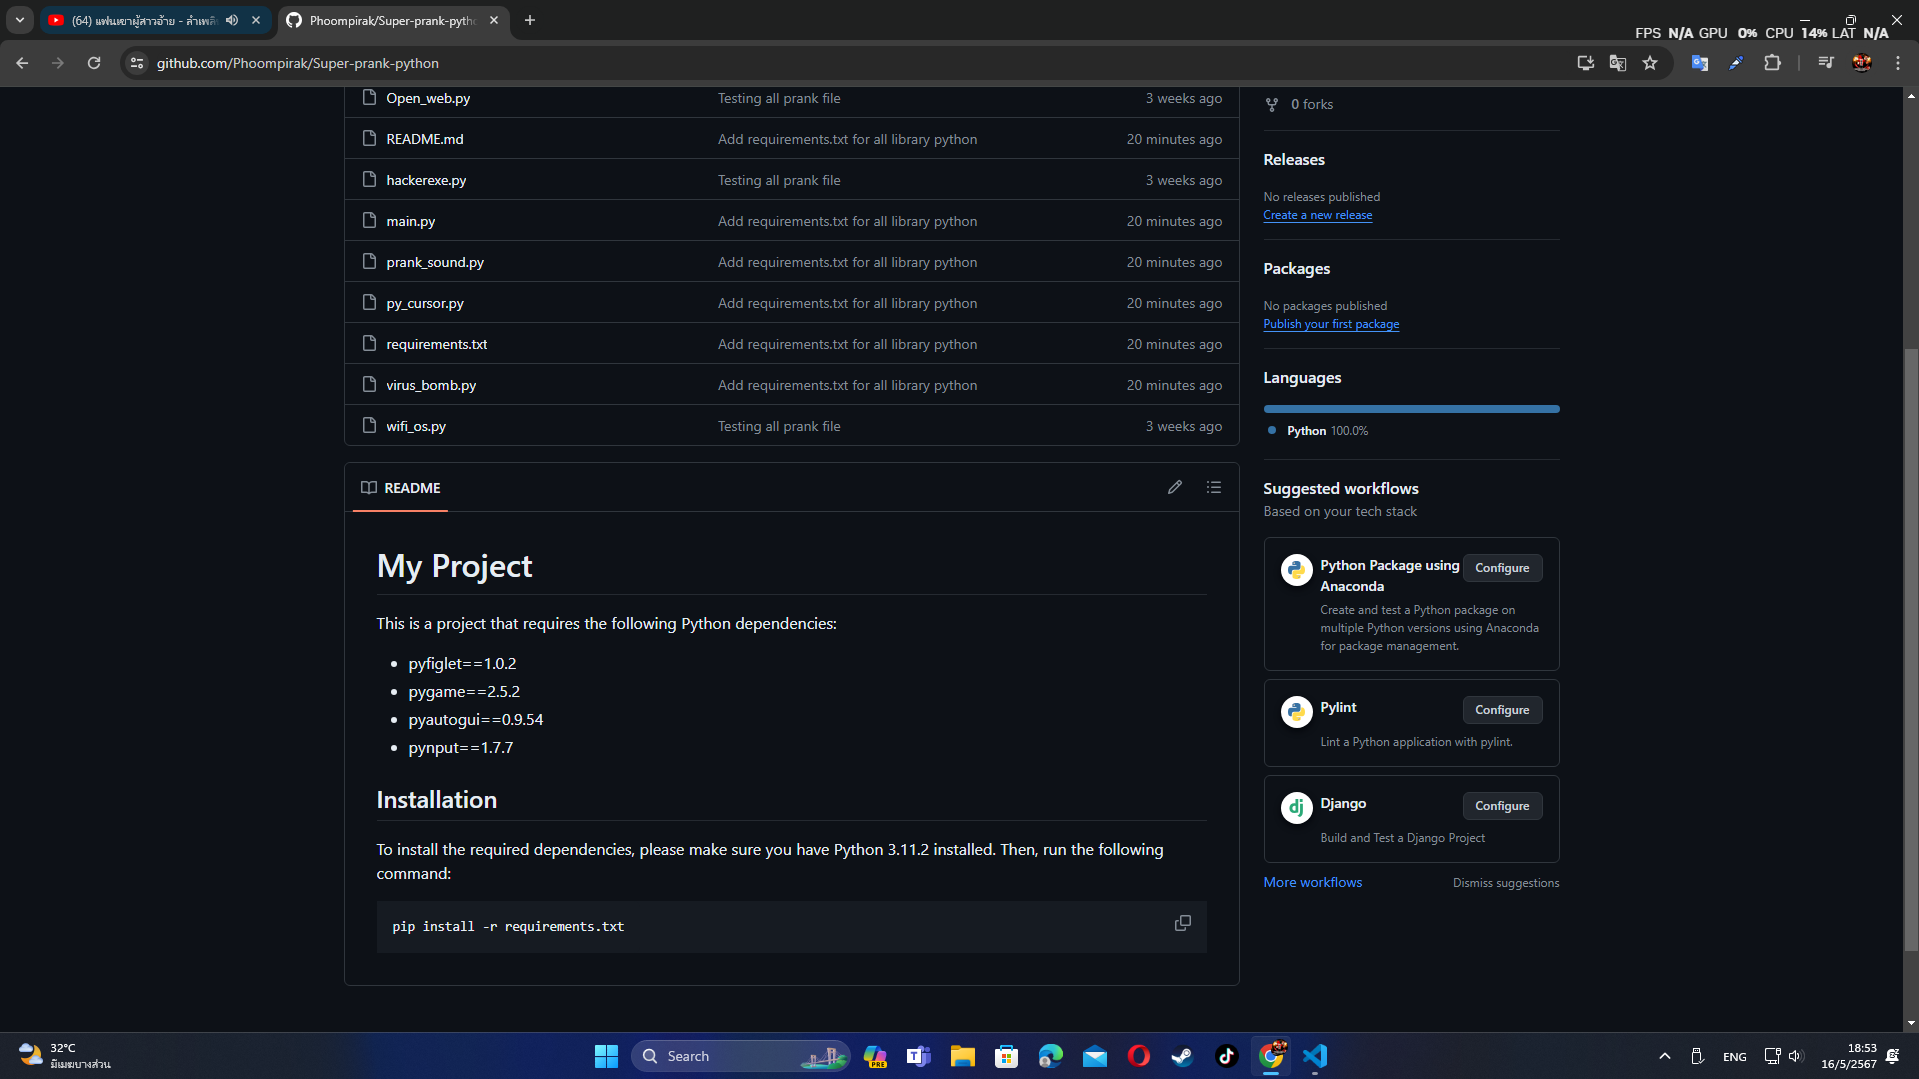 (64) แฟนเขาผู้สาวอ้าย - ลำเพลิน
Phoompirak/Super-prank-pytho
FPS N/A GPU 0% CPU 14% LAT N/A
github.com/Phoompirak/Super-prank-python
Open_web.py Testing all prank file 3 weeks ago
README.md Add requirements.txt for all library python 20 minutes ago
hackerexe.py Testing all prank file 3 weeks ago
main.py Add requirements.txt for all library python 20 minutes ago
prank_sound.py Add requirements.txt for all library python 20 minutes ago
py_cursor.py Add requirements.txt for all library python 20 minutes ago
requirements.txt Add requirements.txt for all library python 20 minutes ago
virus_bomb.py Add requirements.txt for all library python 20 minutes ago
wifi_os.py Testing all prank file 3 weeks ago
README
My Project
This is a project that requires the following Python dependencies:
pyfiglet==1.0.2
pygame==2.5.2
pyautogui==0.9.54
pynput==1.7.7
Installation
To install the required dependencies, please make sure you have Python 3.11.2 installed. Then, run the following
command:
pip install -r requirements.txt
0 forks
Releases
No releases published
Create a new release
Packages
No packages published
Publish your first package
Languages
Python 100.0%
Suggested workflows
Based on your tech stack
Python Package using
Anaconda
Configure
Create and test a Python package on
multiple Python versions using Anaconda
for package management.
Pylint
Configure
Lint a Python application with pylint.
Django
Configure
Build and Test a Django Project
More workflows
Dismiss suggestions
32°C
มีเมฆบางส่วน
Search
PRE
ENG
18:53
16/5/2567